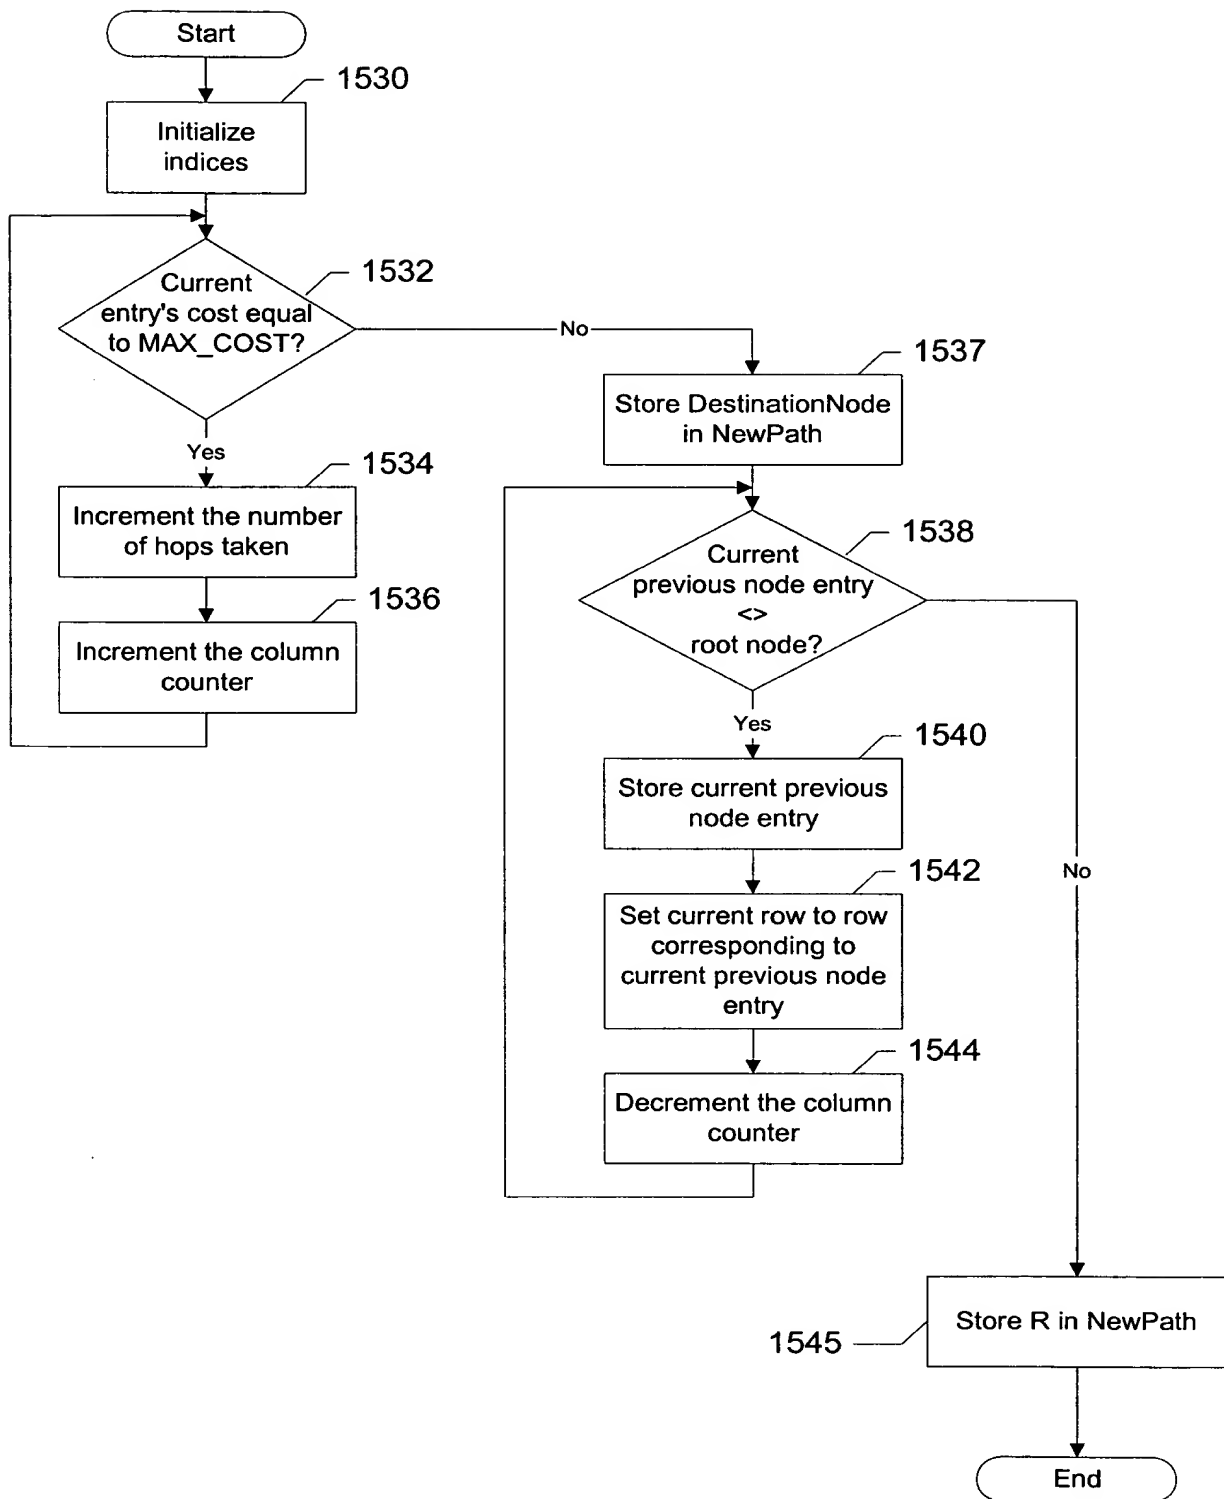 Start
1530
Initialize
indices
1532
Current
entry's cost equal
to MAX_COST?
No
Yes
1534
Increment the number
of hops taken
1536
Increment the column
counter
1537
Store DestinationNode
in NewPath
1538
Current
previous node entry
<>
root node?
Yes
No
1540
Store current previous
node entry
1542
Set current row to row
corresponding to
current previous node
entry
1544
Decrement the column
counter
1545
Store R in NewPath
End